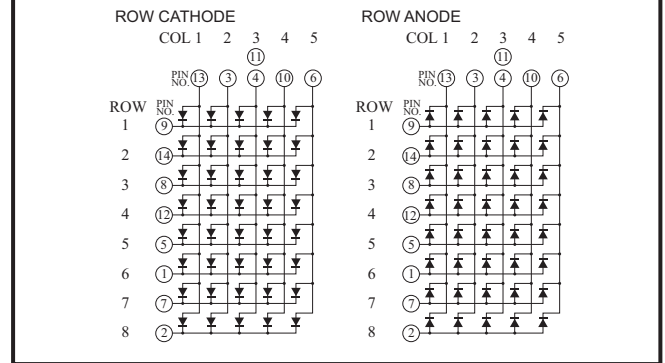 ROW CATHODE ROW ANODE
COL 1 2 3 4 5 COL 1 2 3 4 5
11 11
PIN NO. 13 3 4 10 6 PIN NO. 13 3 4 10 6
ROW PIN NO. ROW PIN NO.
1 9 1 9
2 14 2 14
3 8 3 8
4 12 4 12
5 5 5 5
6 1 6 1
7 7 7 7
8 2 8 2